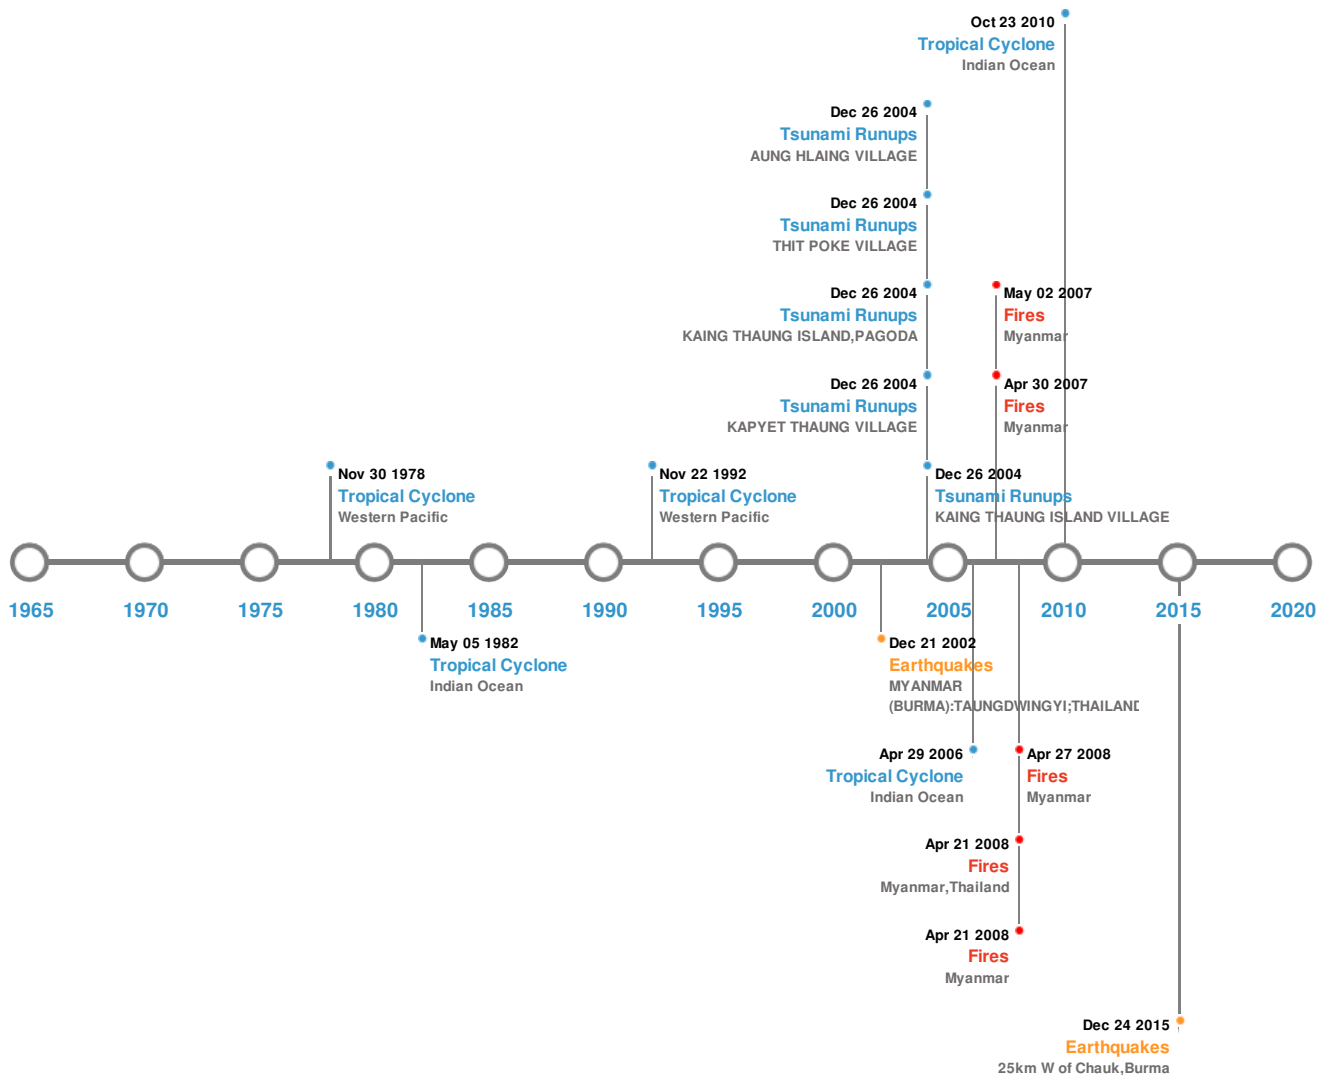 Oct 23 2010
Tropical Cyclone
Indian Ocean
Dec 26 2004
Tsunami Runups
AUNG HLAING VILLAGE
Dec 26 2004
Tsunami Runups
THIT POKE VILLAGE
Dec 26 2004
Tsunami Runups
KAING THAUNG ISLAND,PAGODA
May 02 2007
Fires
Myanmar
Dec 26 2004
Tsunami Runups
KAPYET THAUNG VILLAGE
Apr 30 2007
Fires
Myanmar
Nov 30 1978
Tropical Cyclone
Western Pacific
Nov 22 1992
Tropical Cyclone
Western Pacific
Dec 26 2004
Tsunami Runups
KAING THAUNG ISLAND VILLAGE
1965 1970 1975 1980 1985 1990 1995 2000 2005 2010 2015 2020
May 05 1982
Tropical Cyclone
Indian Ocean
Dec 21 2002
Earthquakes
MYANMAR
(BURMA):TAUNGDWINGYI;THAILAND
Apr 29 2006
Tropical Cyclone
Indian Ocean
Apr 27 2008
Fires
Myanmar
Apr 21 2008
Fires
Myanmar,Thailand
Apr 21 2008
Fires
Myanmar
Dec 24 2015
Earthquakes
25km W of Chauk,Burma